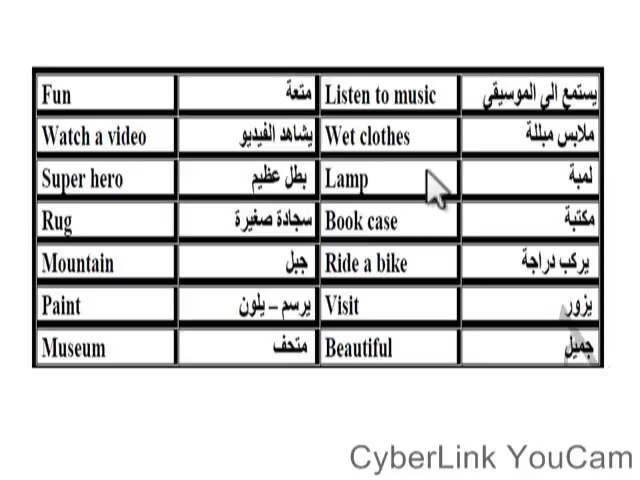 Fun متعة Listen to music يستمع الى الموسيقى
Watch a video يشاهد الفيديو Wet clothes ملابس مبللة
Super hero بطل عظيم Lamp لمبة
Rug سجادة صغيرة Book case مكتبة
Mountain جبل Ride a bike يركب دراجة
Paint يرسم – يلون Visit يزور
Museum متحف Beautiful جميل
CyberLink YouCam